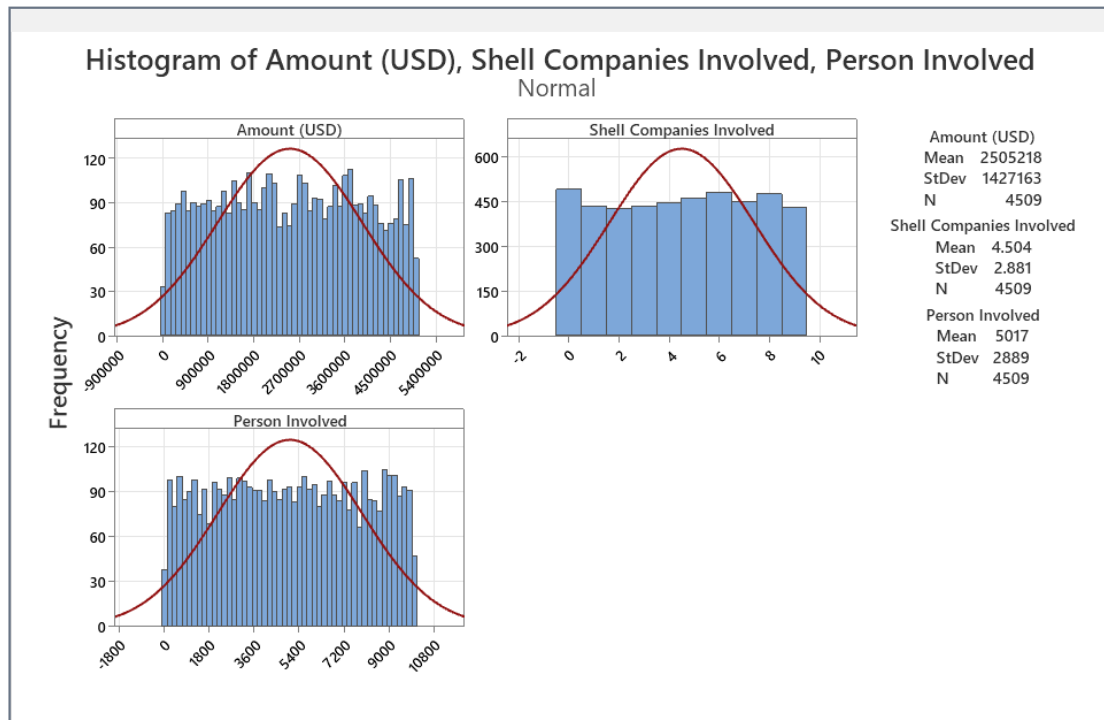 Histogram of Amount (USD), Shell Companies Involved, Person Involved
Normal
Frequency
Amount (USD)
120
90
60
30
0
-900000
0
900000
1800000
2700000
3600000
4500000
5400000
Shell Companies Involved
600
450
300
150
0
-2
0
2
4
6
8
10
Person Involved
120
90
60
30
0
-1800
0
1800
3600
5400
7200
9000
10800
Amount (USD)
Mean 2505218
StDev 1427163
N 4509
Shell Companies Involved
Mean 4.504
StDev 2.881
N 4509
Person Involved
Mean 5017
StDev 2889
N 4509